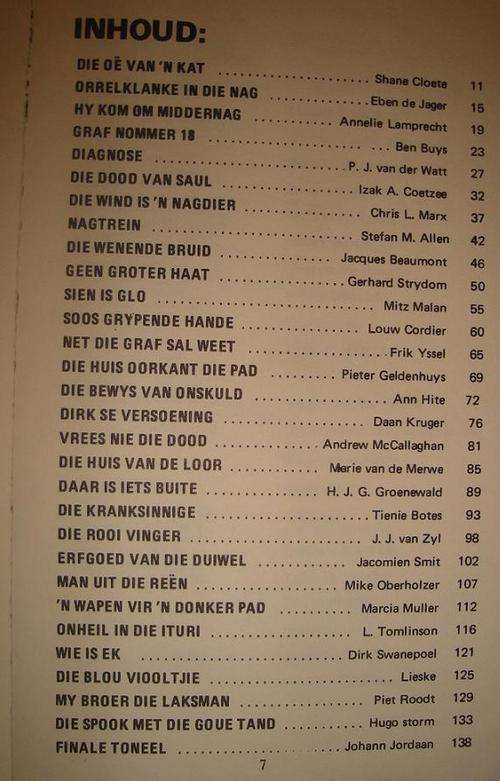 INHOUD:
DIE OË VAN 'N KAT .................... Shane Cloete 11
ORRELKLANKE IN DIE NAG .................... Eben de Jager 15
HY KOM OM MIDDERNAG .................... Annelie Lamprecht 19
GRAF NOMMER 18 .................... Ben Buys 23
DIAGNOSE .................... P. J. van der Watt 27
DIE DOOD VAN SAUL .................... Izak A. Coetzee 32
DIE WIND IS 'N NAGDIER .................... Chris L. Marx 37
NAGTREIN .................... Stefan M. Allen 42
DIE WENENDE BRUID .................... Jacques Beaumont 46
GEEN GROTER HAAT .................... Gerhard Strydom 50
SIEN IS GLO .................... Mitz Malan 55
SOOS GRYPENDE HANDE .................... Louw Cordier 60
NET DIE GRAF SAL WEET .................... Frik Yssel 65
DIE HUIS OORKANT DIE PAD .................... Pieter Geldenhuys 69
DIE BEWYS VAN ONSKULD .................... Ann Hite 72
DIRK SE VERSOENING .................... Daan Kruger 76
VREES NIE DIE DOOD .................... Andrew McCallaghan 81
DIE HUIS VAN DE LOOR .................... Marie van de Merwe 85
DAAR IS IETS BUITE .................... H. J. G. Groenewald 89
DIE KRANKSINNIGE .................... Tienie Botes 93
DIE ROOI VINGER .................... J. J. van Zyl 98
ERFGOED VAN DIE DUIWEL .................... Jacomien Smit 102
MAN UIT DIE REËN .................... Mike Oberholzer 107
'N WAPEN VIR 'N DONKER PAD .................... Marcia Muller 112
ONHEIL IN DIE ITURI .................... L. Tomlinson 116
WIE IS EK .................... Dirk Swanepoel 121
DIE BLOU VIOOLTJIE .................... Lieske 125
MY BROER DIE LAKSMAN .................... Piet Roodt 129
DIE SPOOK MET DIE GOUE TAND .................... Hugo storm 133
FINALE TONEEL .................... Johann Jordaan 138
7